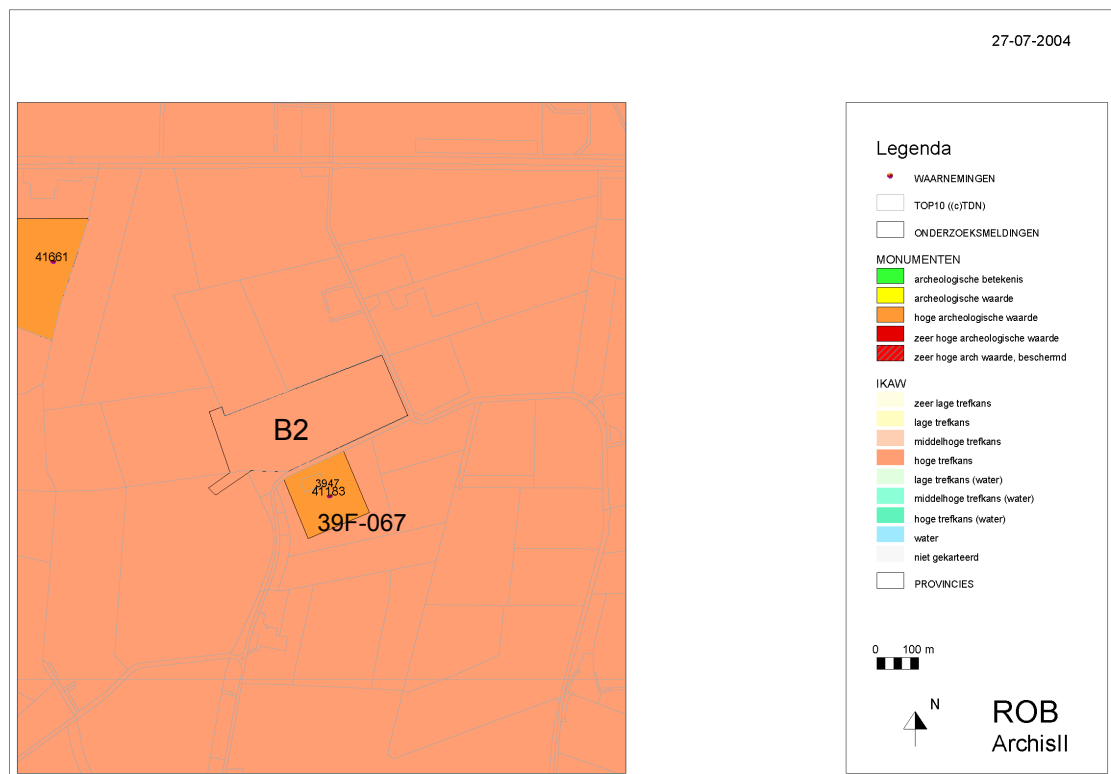 27-07-2004
41661
B2
3947
41183
39F-067
Legenda
WAARNEMINGEN
TOP10 ((c)TDN)
ONDERZOEKSMELDINGEN
MONUMENTEN
archeologische betekenis
archeologische waarde
hoge archeologische waarde
zeer hoge archeologische waarde
zeer hoge arch waarde, beschermd
IKAW
zeer lage trefkans
lage trefkans
middelhoge trefkans
hoge trefkans
lage trefkans (water)
middelhoge trefkans (water)
hoge trefkans (water)
water
niet gekarteerd
PROVINCIES
0 100 m
N
ROB
ArchisII